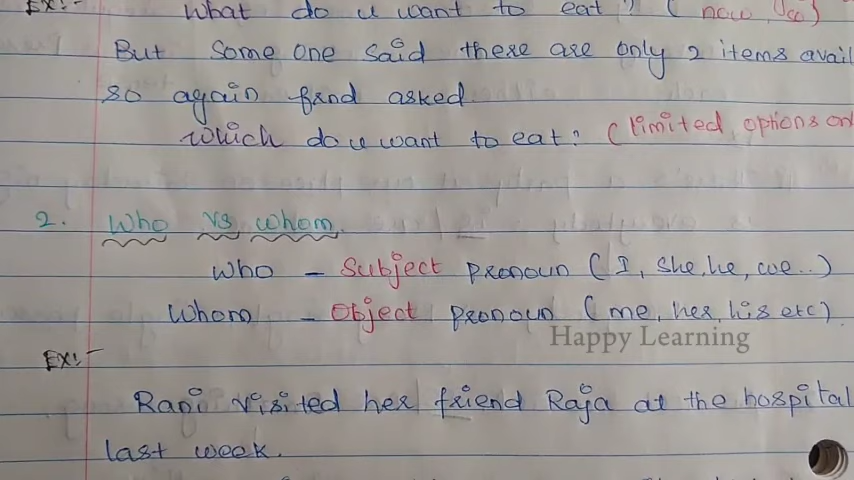 Ex:- What do u want to eat? (now,
But Some one said there are only 2 items avail
so again frnd asked
which do u want to eat? (limited options on
2. Who Vs whom.
Who - Subject pronoun (I, she, he, we..)
Whom - Object pronoun (me, her, his etc)
Happy Learning
Ex:-
Rani visited her friend Raja at the hospital
last week.